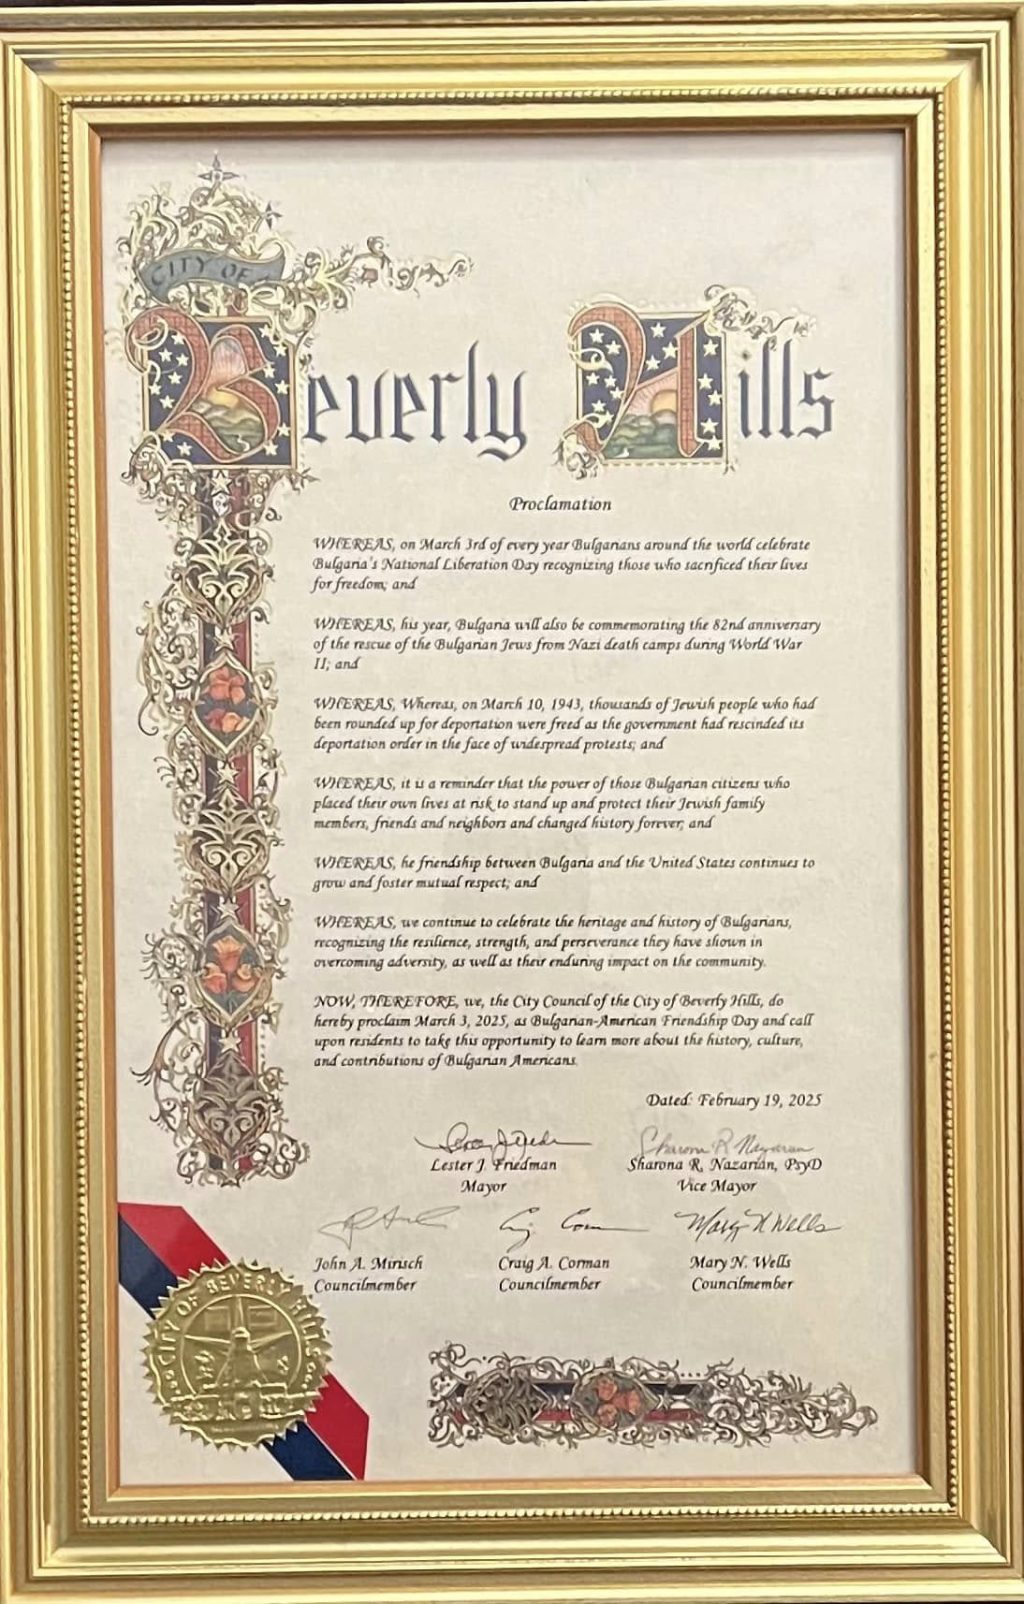 CITY OF
Beverly Hills
Proclamation
WHEREAS, on March 3rd of every year Bulgarians around the world celebrate
Bulgaria's National Liberation Day recognizing those who sacrificed their lives
for freedom; and
WHEREAS, his year, Bulgaria will also be commemorating the 82nd anniversary
of the rescue of the Bulgarian Jews from Nazi death camps during World War
II; and
WHEREAS, Whereas, on March 10, 1943, thousands of Jewish people who had
been rounded up for deportation were freed as the government had rescinded its
deportation order in the face of widespread protests; and
WHEREAS, it is a reminder that the power of those Bulgarian citizens who
placed their own lives at risk to stand up and protect their Jewish family
members, friends and neighbors and changed history forever; and
WHEREAS, he friendship between Bulgaria and the United States continues to
grow and foster mutual respect; and
WHEREAS, we continue to celebrate the heritage and history of Bulgarians,
recognizing the resilience, strength, and perseverance they have shown in
overcoming adversity, as well as their enduring impact on the community.
NOW, THEREFORE, we, the City Council of the City of Beverly Hills, do
hereby proclaim March 3, 2025, as Bulgarian-American Friendship Day and call
upon residents to take this opportunity to learn more about the history, culture,
and contributions of Bulgarian Americans.
Dated: February 19, 2025
Sharona R Nazarian
Lester J. Friedman Sharona R. Nazarian, PsyD
Mayor Vice Mayor
Mary N Wells
John A. Mirisch Craig A. Corman Mary N. Wells
Councilmember Councilmember Councilmember
CITY OF BEVERLY HILLS